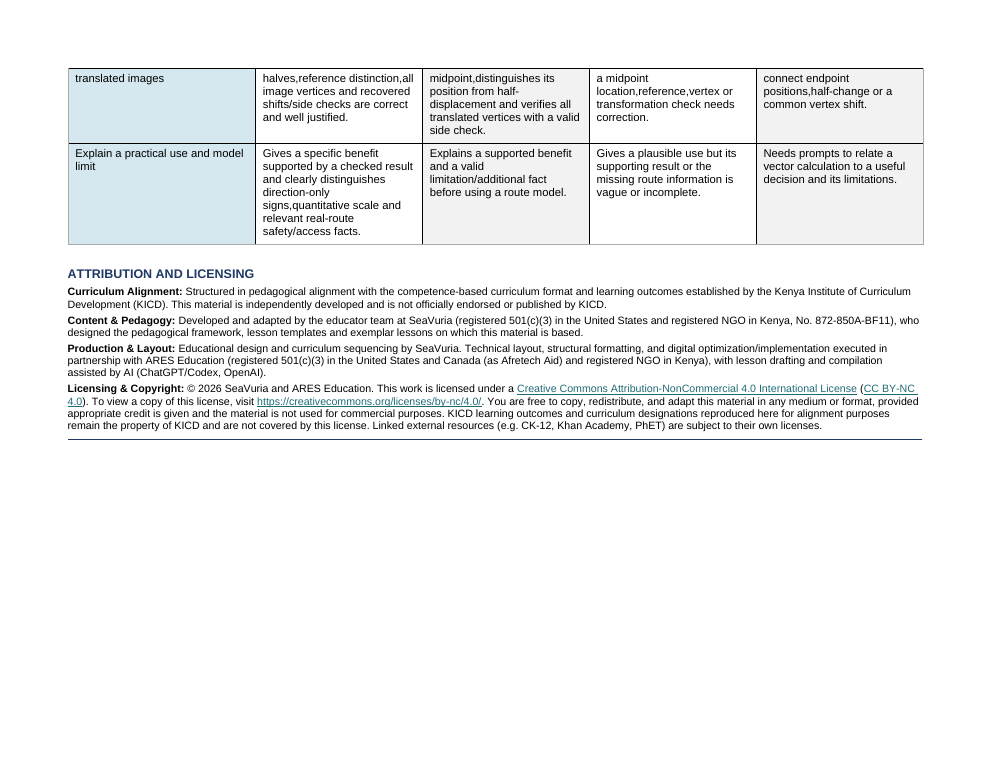 translated images
halves,reference distinction,all
image vertices and recovered
shifts/side checks are correct
and well justified.
midpoint,distinguishes its
position from half-
displacement and verifies all
translated vertices with a valid
side check.
a midpoint
location,reference,vertex or
transformation check needs
correction.
connect endpoint
positions,half-change or a
common vertex shift.
Explain a practical use and model
limit
Gives a specific benefit
supported by a checked result
and clearly distinguishes
direction-only
signs,quantitative scale and
relevant real-route
safety/access facts.
Explains a supported benefit
and a valid
limitation/additional fact
before using a route model.
Gives a plausible use but its
supporting result or the
missing route information is
vague or incomplete.
Needs prompts to relate a
vector calculation to a useful
decision and its limitations.
ATTRIBUTION AND LICENSING
Curriculum Alignment: Structured in pedagogical alignment with the competence-based curriculum format and learning outcomes established by the Kenya Institute of Curriculum
Development (KICD). This material is independently developed and is not officially endorsed or published by KICD.
Content & Pedagogy: Developed and adapted by the educator team at SeaVuria (registered 501(c)(3) in the United States and registered NGO in Kenya, No. 872-850A-BF11), who
designed the pedagogical framework, lesson templates and exemplar lessons on which this material is based.
Production & Layout: Educational design and curriculum sequencing by SeaVuria. Technical layout, structural formatting, and digital optimization/implementation executed in
partnership with ARES Education (registered 501(c)(3) in the United States and Canada (as Afretech Aid) and registered NGO in Kenya), with lesson drafting and compilation
assisted by AI (ChatGPT/Codex, OpenAI).
Licensing & Copyright: © 2026 SeaVuria and ARES Education. This work is licensed under a Creative Commons Attribution-NonCommercial 4.0 International License (CC BY-NC
4.0). To view a copy of this license, visit https://creativecommons.org/licenses/by-nc/4.0/. You are free to copy, redistribute, and adapt this material in any medium or format, provided
appropriate credit is given and the material is not used for commercial purposes. KICD learning outcomes and curriculum designations reproduced here for alignment purposes
remain the property of KICD and are not covered by this license. Linked external resources (e.g. CK-12, Khan Academy, PhET) are subject to their own licenses.